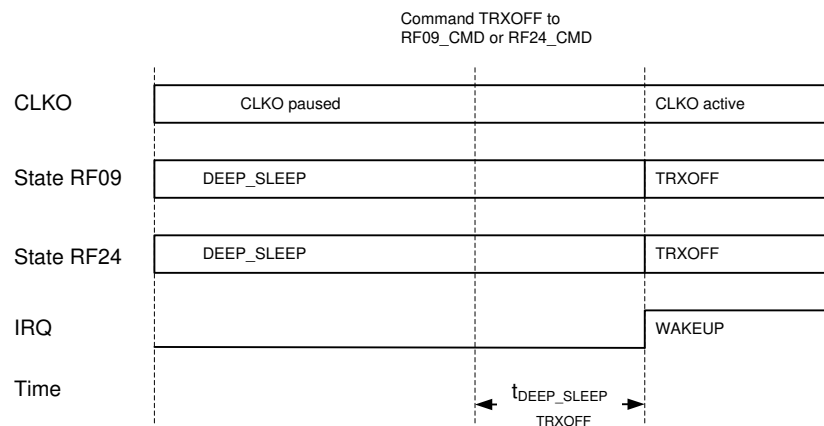 Command TRXOFF to
RF09_CMD or RF24_CMD
CLKO CLKO paused CLKO active
State RF09 DEEP_SLEEP TRXOFF
State RF24 DEEP_SLEEP TRXOFF
IRQ WAKEUP
Time tDEEP_SLEEP
TRXOFF